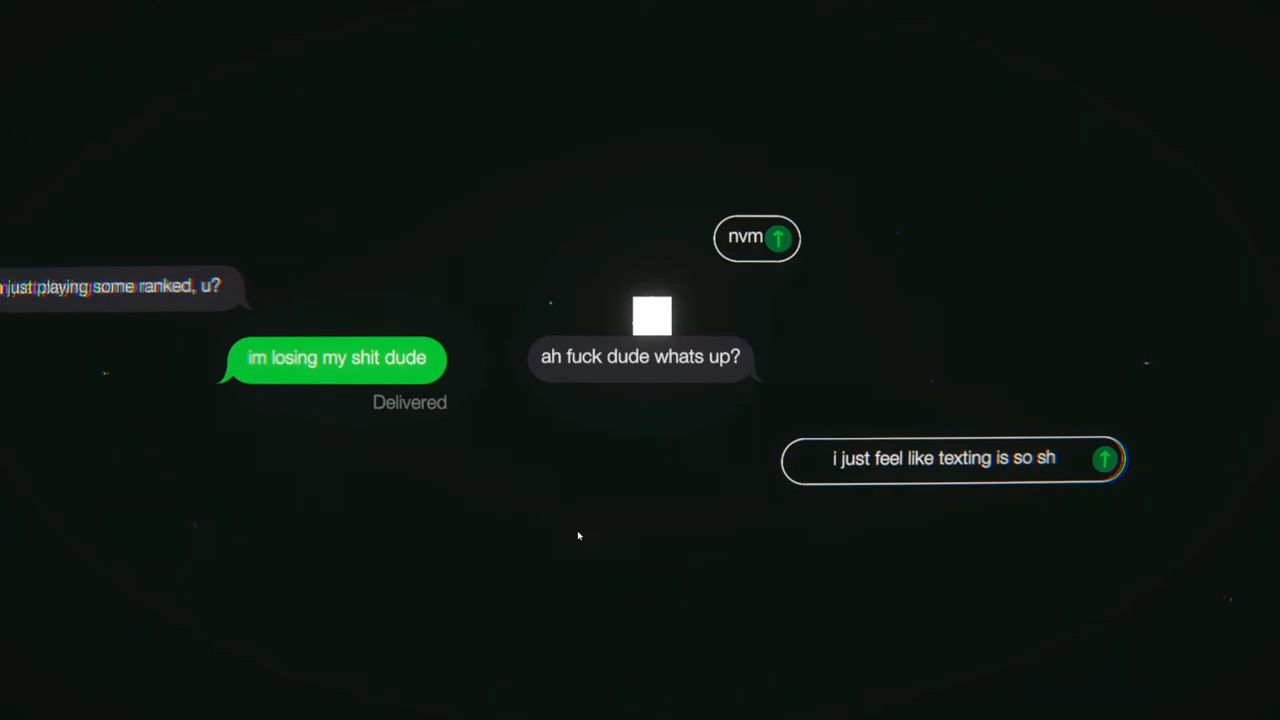 nvm
just playing some ranked, u?
im losing my shit dude
ah fuck dude whats up?
Delivered
i just feel like texting is so sh